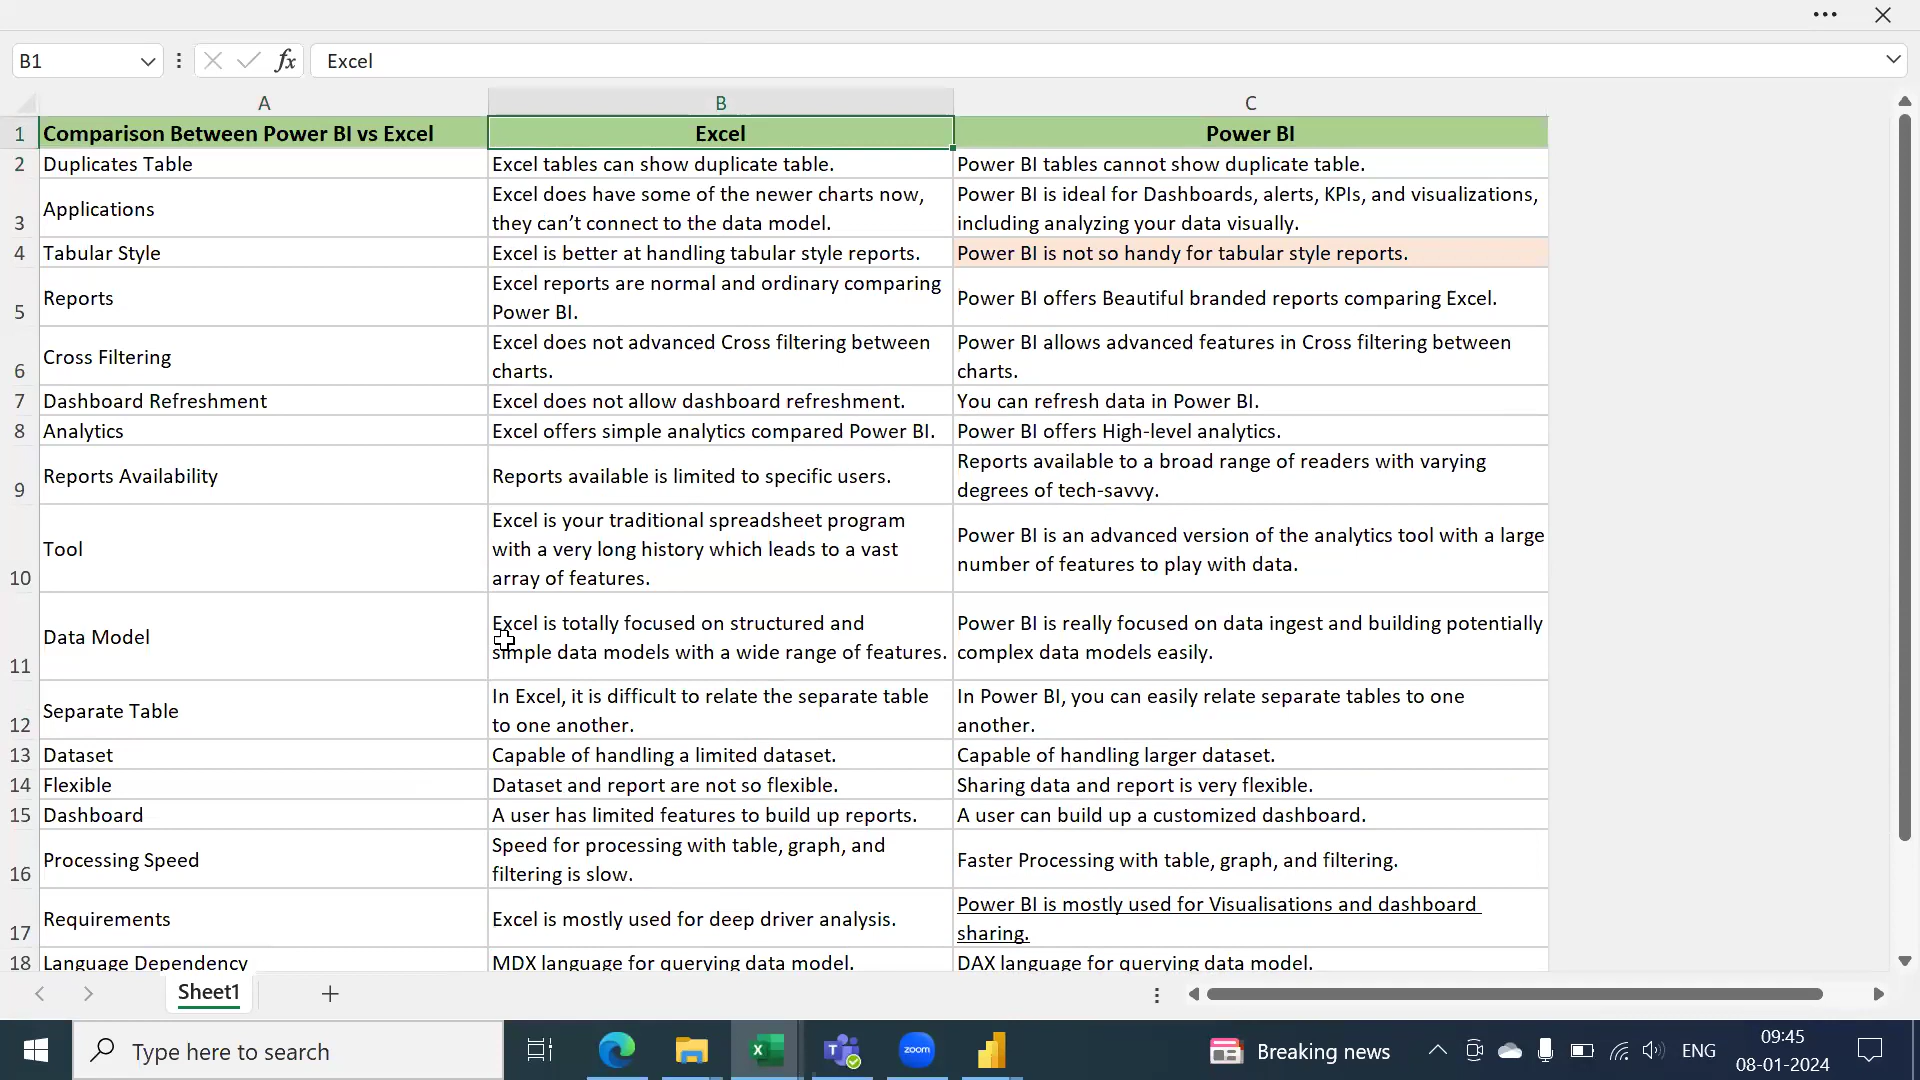 B1
fx
Excel
A
B
C
1
Comparison Between Power BI vs Excel
Excel
Power BI
2
Duplicates Table
Excel tables can show duplicate table.
Power BI tables cannot show duplicate table.
3
Applications
Excel does have some of the newer charts now,
they can’t connect to the data model.
Power BI is ideal for Dashboards, alerts, KPIs, and visualizations,
including analyzing your data visually.
4
Tabular Style
Excel is better at handling tabular style reports.
Power BI is not so handy for tabular style reports.
5
Reports
Excel reports are normal and ordinary comparing
Power BI.
Power BI offers Beautiful branded reports comparing Excel.
6
Cross Filtering
Excel does not advanced Cross filtering between
charts.
Power BI allows advanced features in Cross filtering between
charts.
7
Dashboard Refreshment
Excel does not allow dashboard refreshment.
You can refresh data in Power BI.
8
Analytics
Excel offers simple analytics compared Power BI.
Power BI offers High-level analytics.
9
Reports Availability
Reports available is limited to specific users.
Reports available to a broad range of readers with varying
degrees of tech-savvy.
10
Tool
Excel is your traditional spreadsheet program
with a very long history which leads to a vast
array of features.
Power BI is an advanced version of the analytics tool with a large
number of features to play with data.
11
Data Model
Excel is totally focused on structured and
simple data models with a wide range of features.
Power BI is really focused on data ingest and building potentially
complex data models easily.
12
Separate Table
In Excel, it is difficult to relate the separate table
to one another.
In Power BI, you can easily relate separate tables to one
another.
13
Dataset
Capable of handling a limited dataset.
Capable of handling larger dataset.
14
Flexible
Dataset and report are not so flexible.
Sharing data and report is very flexible.
15
Dashboard
A user has limited features to build up reports.
A user can build up a customized dashboard.
16
Processing Speed
Speed for processing with table, graph, and
filtering is slow.
Faster Processing with table, graph, and filtering.
17
Requirements
Excel is mostly used for deep driver analysis.
Power BI is mostly used for Visualisations and dashboard
sharing.
18
Language Dependency
MDX language for querying data model.
DAX language for querying data model.
Sheet1
Type here to search
zoom
Breaking news
ENG
09:45
08-01-2024